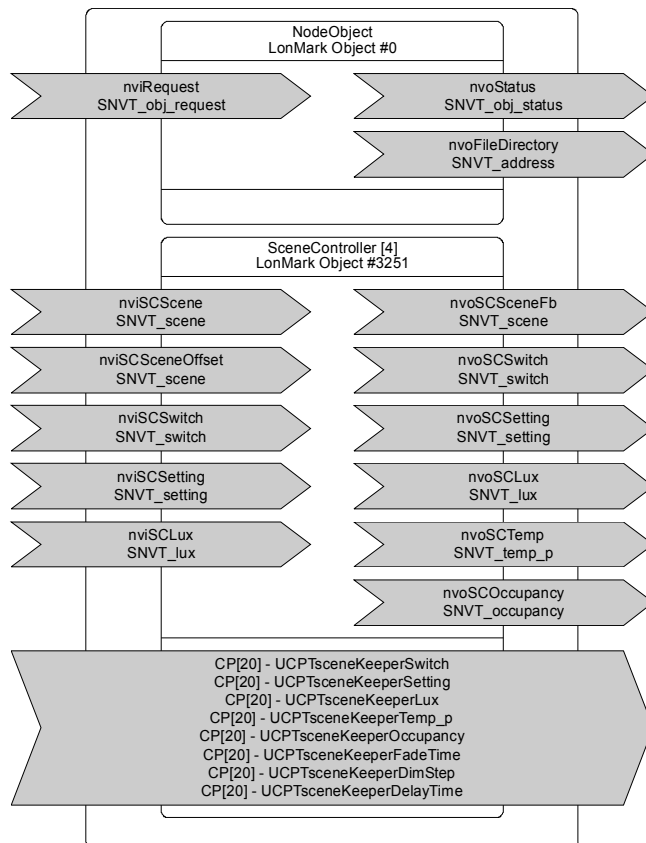 NodeObject
LonMark Object #0
nviRequest
SNVT_obj_request
nvoStatus
SNVT_obj_status
nvoFileDirectory
SNVT_address
SceneController [4]
LonMark Object #3251
nviSCScene
SNVT_scene
nvoSCSceneFb
SNVT_scene
nviSCSceneOffset
SNVT_scene
nvoSCSwitch
SNVT_switch
nviSCSwitch
SNVT_switch
nvoSCSetting
SNVT_setting
nviSCSetting
SNVT_setting
nvoSCLux
SNVT_lux
nviSCLux
SNVT_lux
nvoSCTemp
SNVT_temp_p
nvoSCOccupancy
SNVT_occupancy
CP[20] - UCPTsceneKeeperSwitch
CP[20] - UCPTsceneKeeperSetting
CP[20] - UCPTsceneKeeperLux
CP[20] - UCPTsceneKeeperTemp_p
CP[20] - UCPTsceneKeeperOccupancy
CP[20] - UCPTsceneKeeperFadeTime
CP[20] - UCPTsceneKeeperDimStep
CP[20] - UCPTsceneKeeperDelayTime